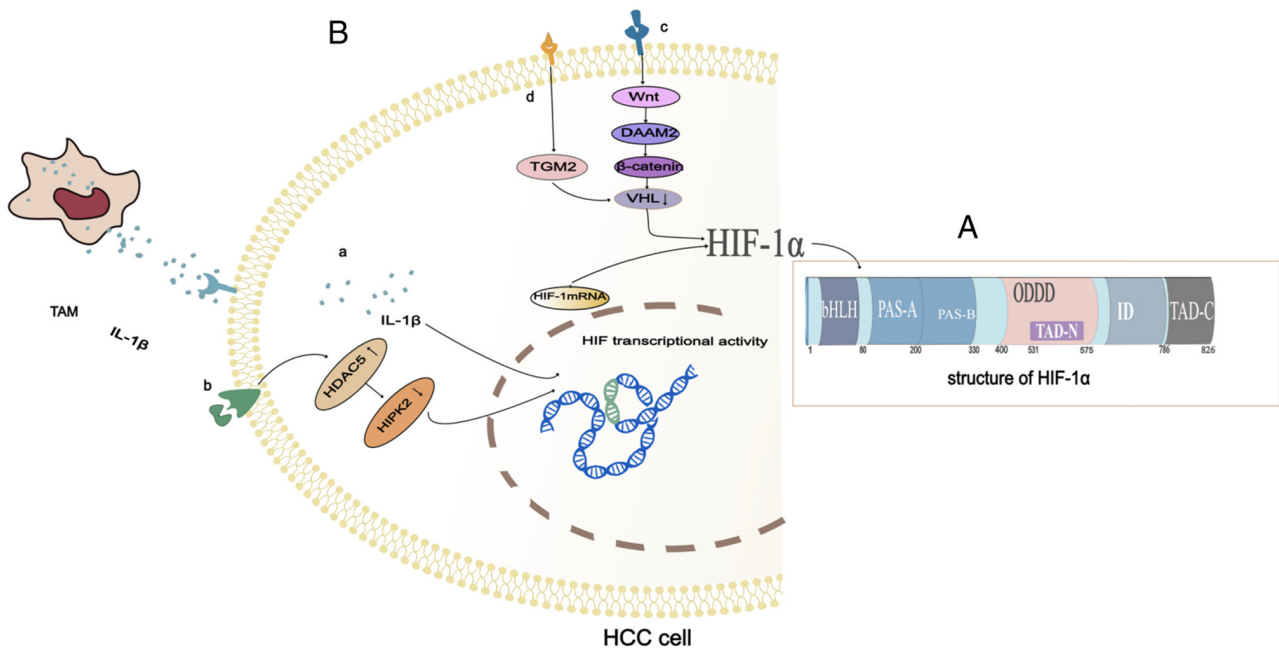 B
c
d
Wnt
DAAM2
TGM2
β-catenin
VHL↓
HIF-1α
A
a
HIF-1mRNA
TAM
IL-1β
IL-1β
HIF transcriptional activity
b
HDAC5 ↑
HIPK2 ↓
bHLH
PAS-A
PAS-B
ODDD
TAD-N
ID
TAD-C
1 80 200 330 400 531 575 786 826
structure of HIF-1α
HCC cell